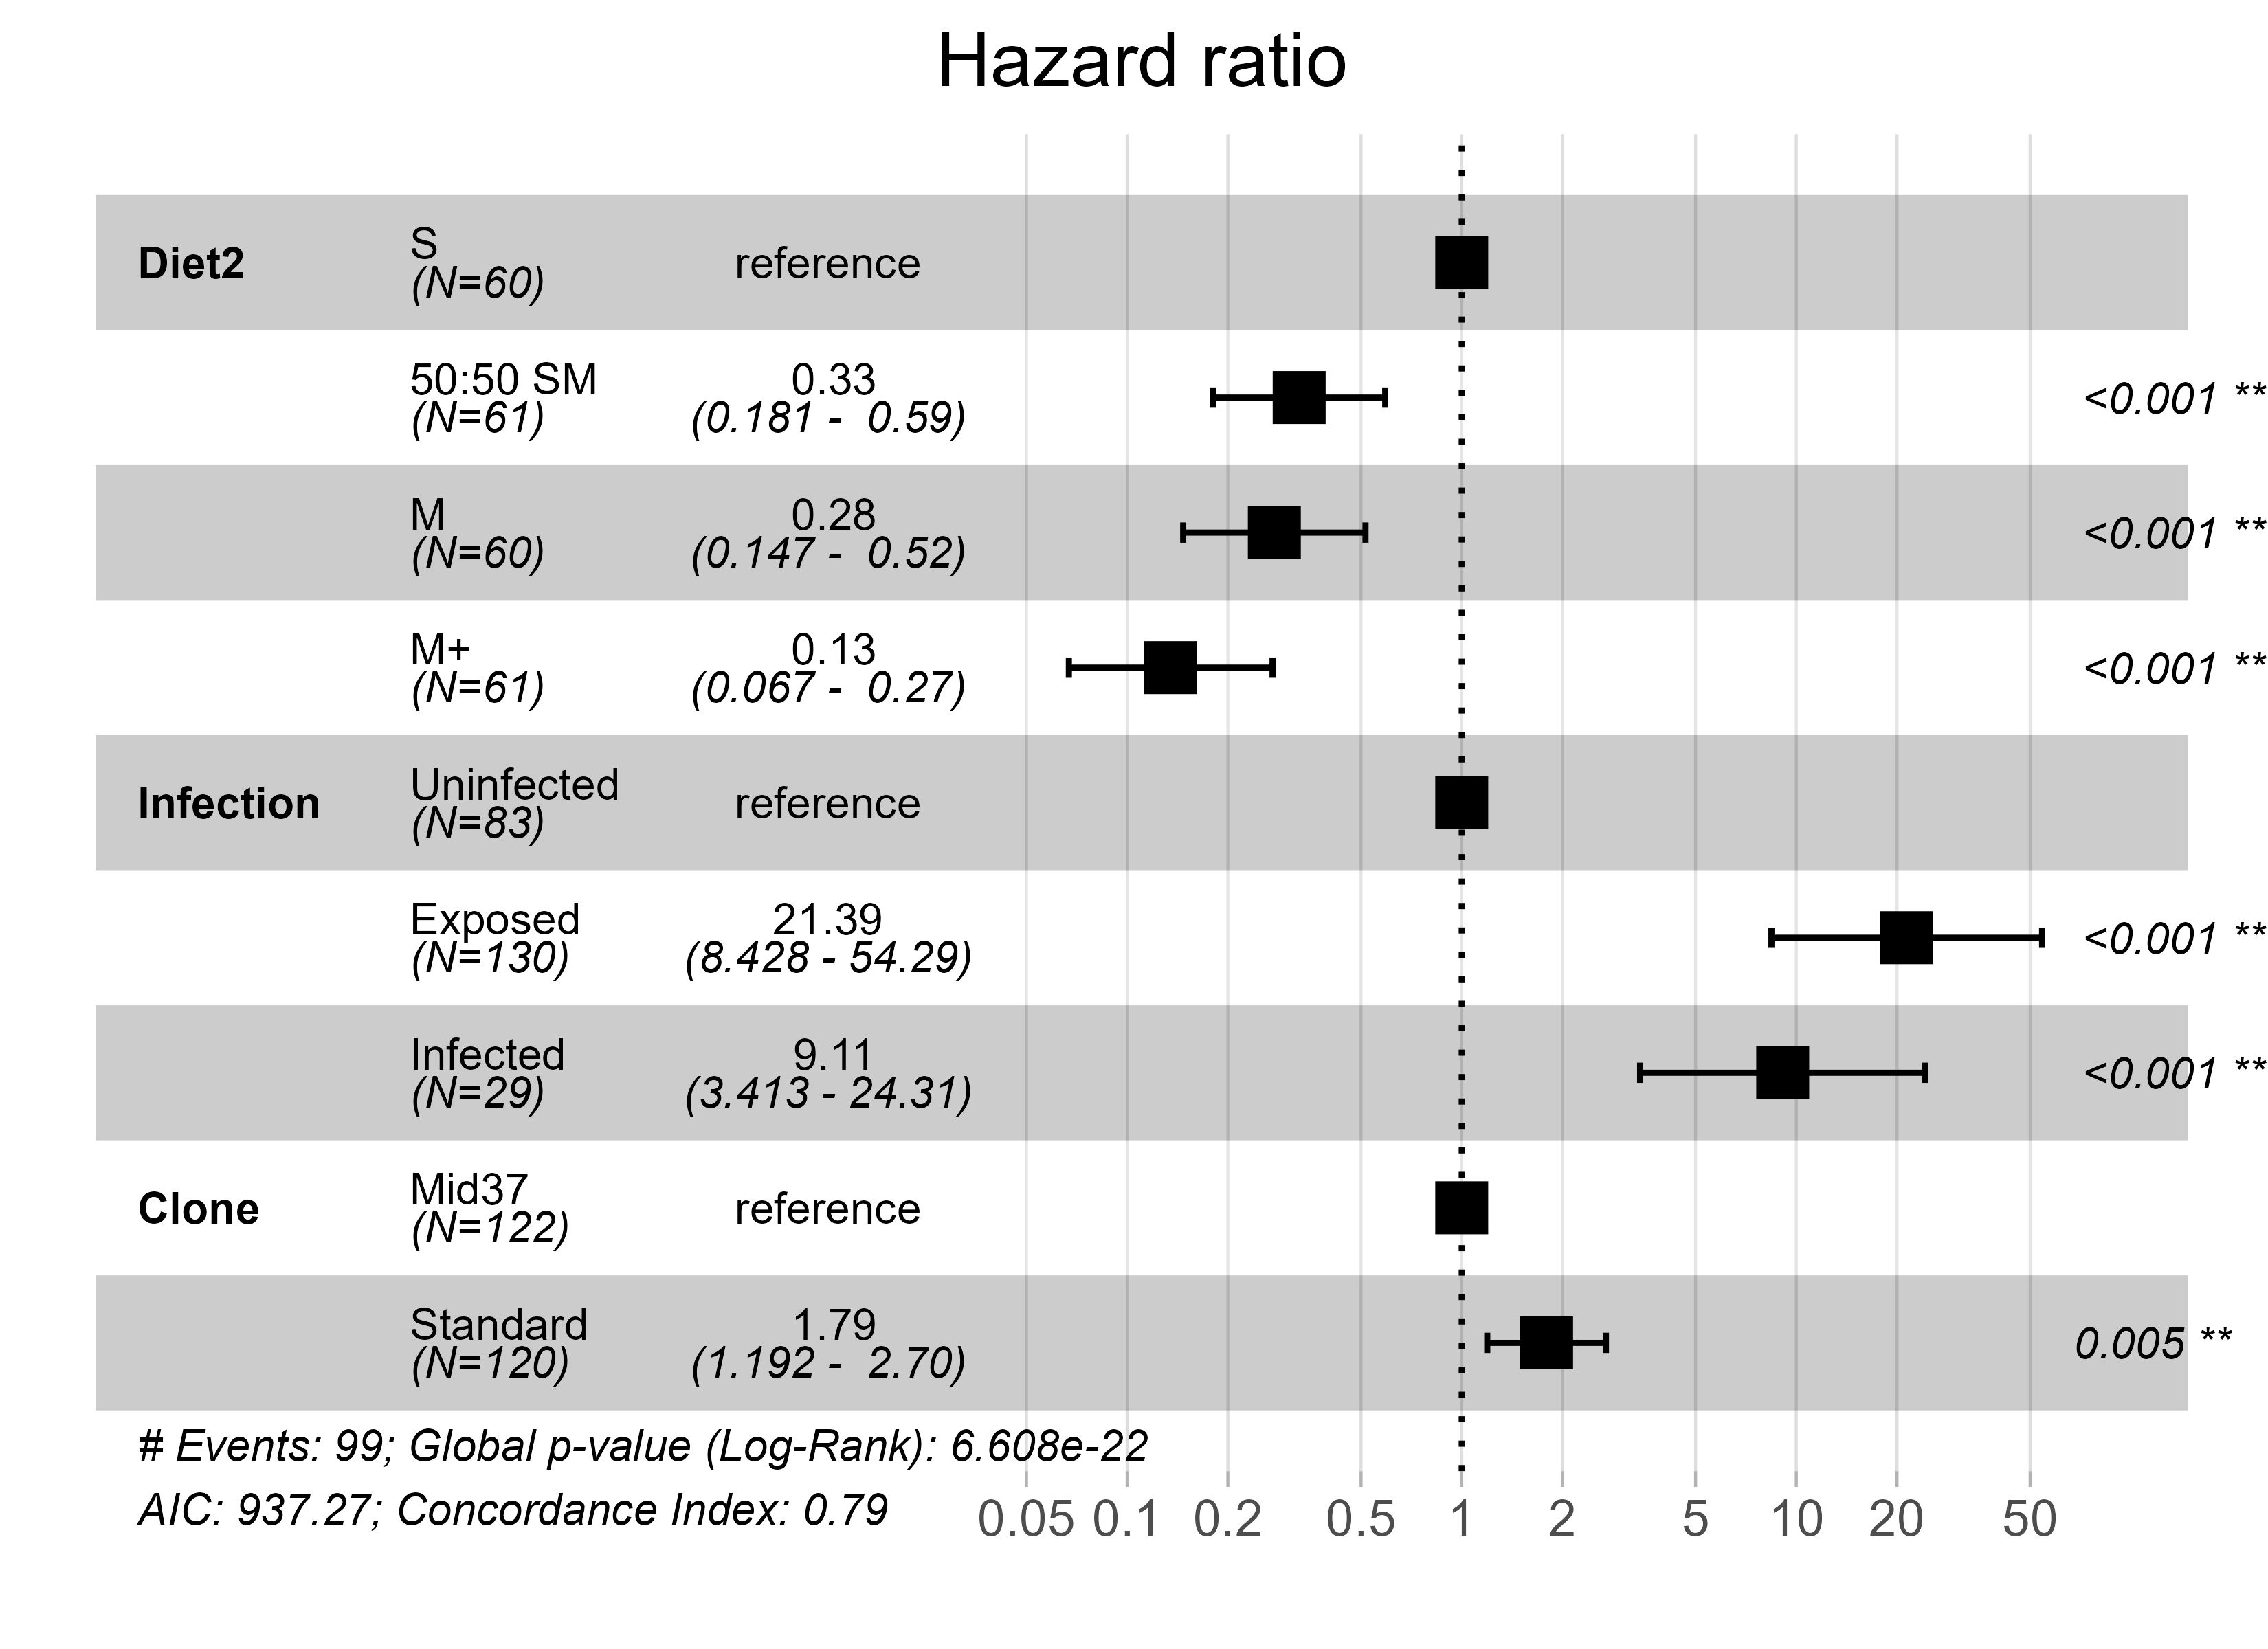 Hazard ratio
Diet2 S (N=60) reference
50:50 SM (N=61) 0.33 (0.181 - 0.59) <0.001 **
M (N=60) 0.28 (0.147 - 0.52) <0.001 **
M+ (N=61) 0.13 (0.067 - 0.27) <0.001 **
Infection Uninfected (N=83) reference
Exposed (N=130) 21.39 (8.428 - 54.29) <0.001 **
Infected (N=29) 9.11 (3.413 - 24.31) <0.001 **
Clone Mid37 (N=122) reference
Standard (N=120) 1.79 (1.192 - 2.70) 0.005 **
# Events: 99; Global p-value (Log-Rank): 6.608e-22
AIC: 937.27; Concordance Index: 0.79
0.05 0.1 0.2 0.5 1 2 5 10 20 50